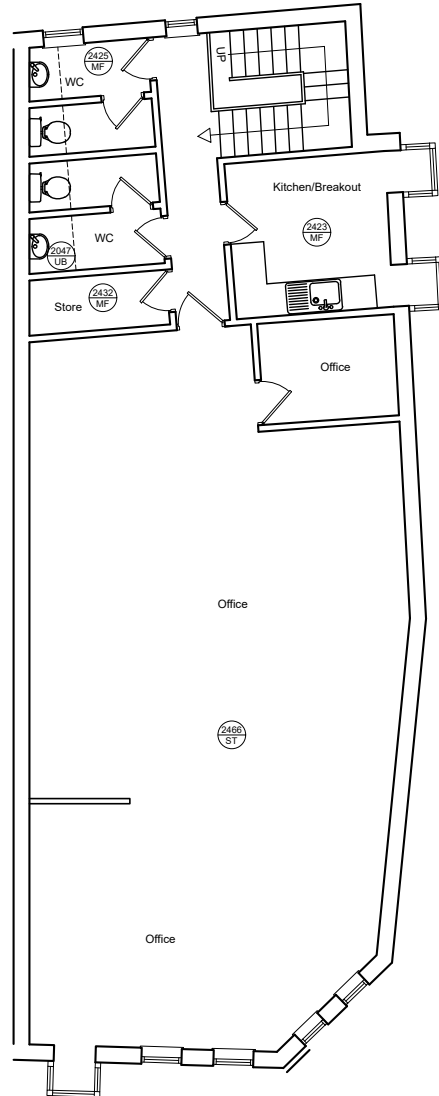 UP
2425
MF
WC
Kitchen/Breakout
2423
MF
WC
2047
UB
Store
2432
MF
Office
Office
2466
ST
Office